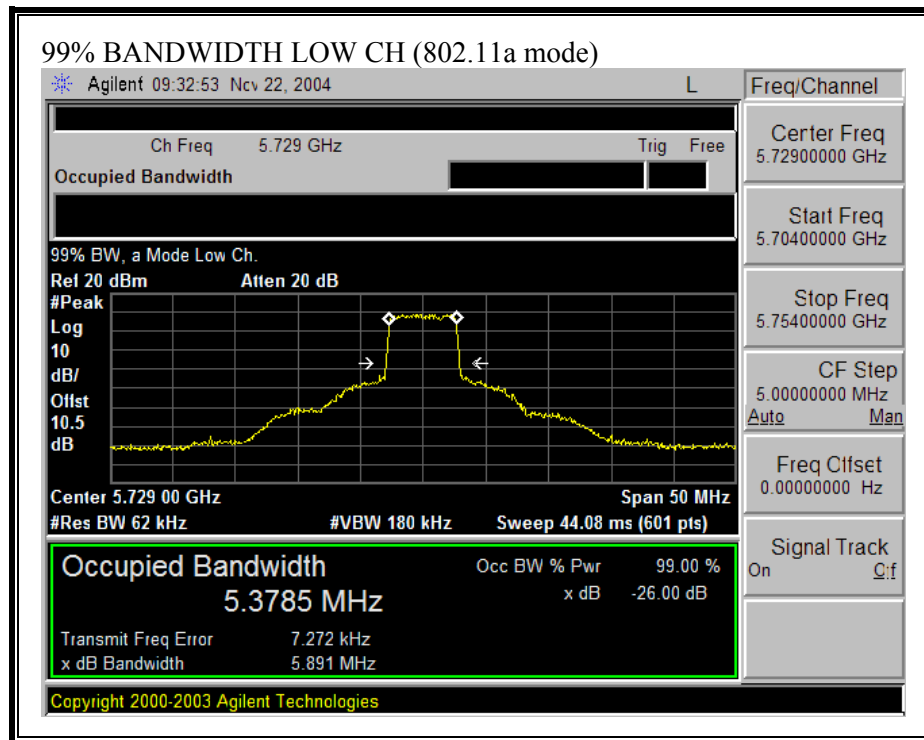 99% BANDWIDTH LOW CH (802.11a mode)
Agilent 09:32:53 Nov 22, 2004 L
Freq/Channel
Ch Freq 5.729 GHz Trig Free
Occupied Bandwidth
Center Freq
5.72900000 GHz
Start Freq
5.70400000 GHz
Stop Freq
5.75400000 GHz
CF Step
5.00000000 MHz
Auto Man
Freq Offset
0.00000000 Hz
Signal Track
On Off
99% BW, a Mode Low Ch.
Ref 20 dBm Atten 20 dB
#Peak
Log
10
dB/
Offst
10.5
dB
Center 5.729 00 GHz Span 50 MHz
#Res BW 62 kHz #VBW 180 kHz Sweep 44.08 ms (601 pts)
Occupied Bandwidth
5.3785 MHz
Occ BW % Pwr 99.00 %
x dB -26.00 dB
Transmit Freq Error 7.272 kHz
x dB Bandwidth 5.891 MHz
Copyright 2000-2003 Agilent Technologies